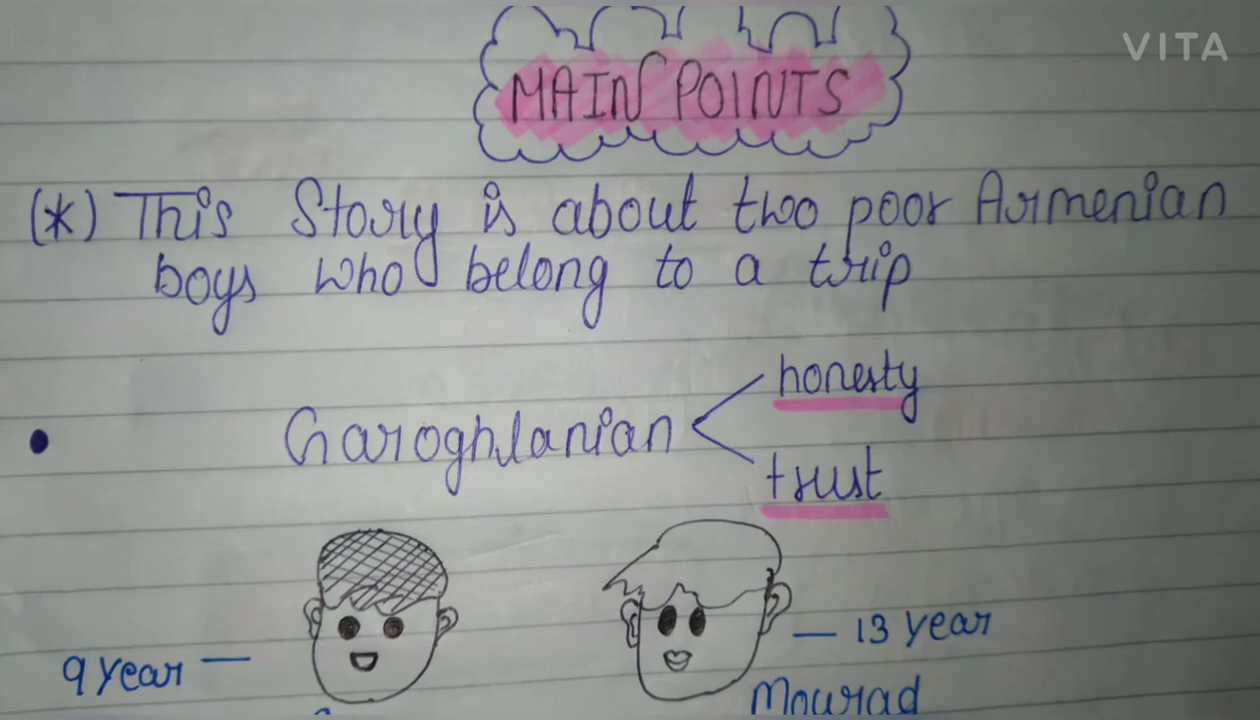 VITA
MAIN POINTS
(*) This Story is about two poor Armenian
boys who belong to a trip
• Garoghlanian
honesty
trust
9 year —
— 13 year
Mourad